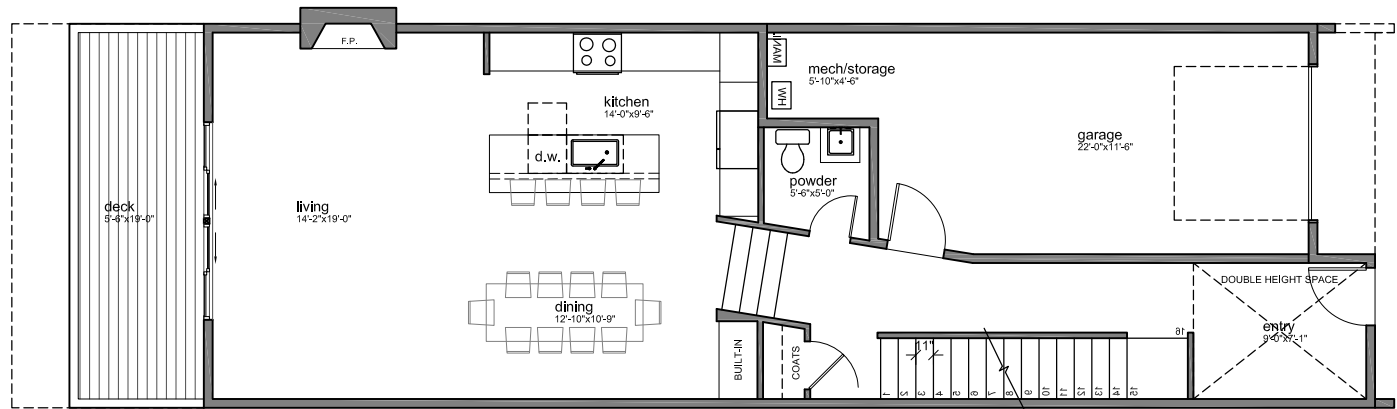 F.P.
FURN
WH
mech/storage
5'-10"x4'-6"
kitchen
14'-0"x9'-6"
garage
22'-0"x11'-6"
d.w.
powder
5'-6"x5'-0"
deck
5'-6"x19'-0"
living
14'-2"x19'-0"
dining
12'-10"x10'-9"
DOUBLE HEIGHT SPACE
entry
9'-0"x7'-1"
BUILT-IN
COATS
11"
1
2
3
4
5
6
7
8
9
10
11
12
13
14
15
16